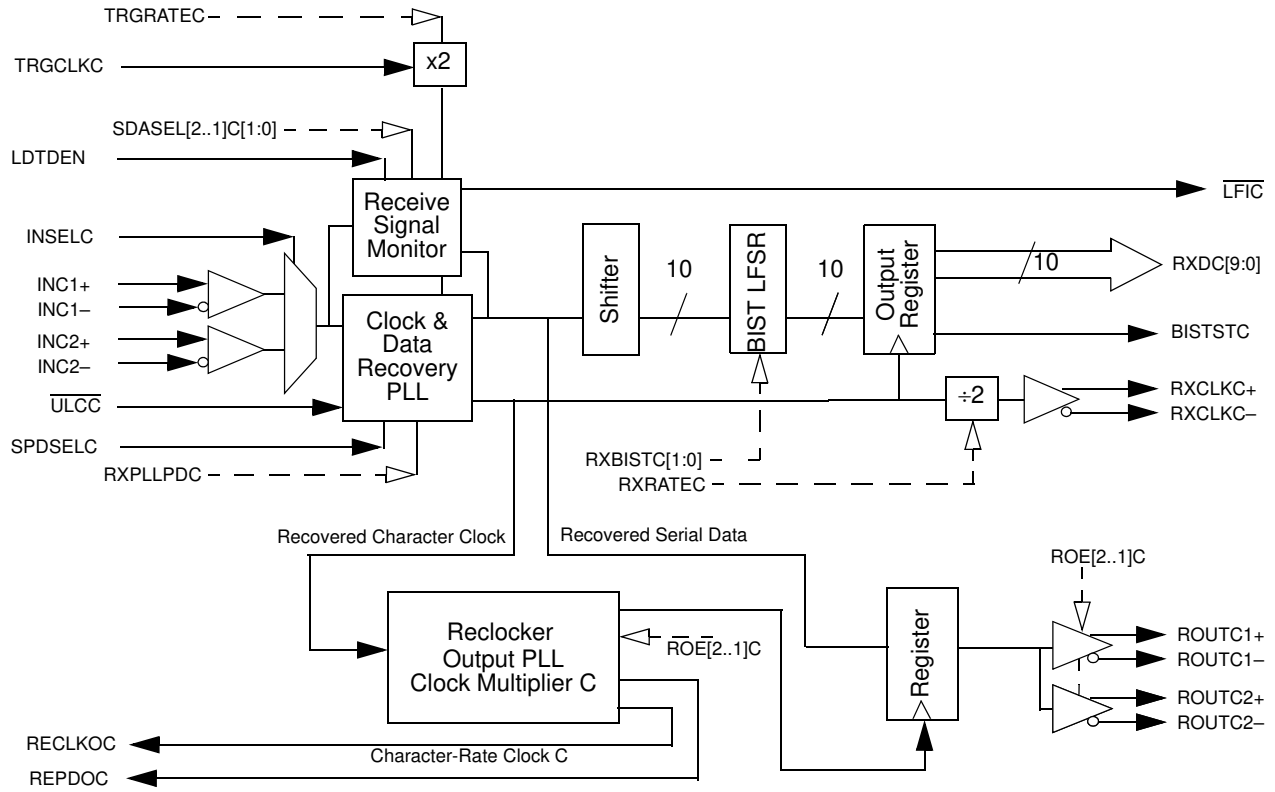 TRGRATEC
x2
TRGCLKC
SDASEL[2..1]C[1:0]
LDTDEN
Receive
Signal
Monitor
LFIC
INSELC
INC1+
INC1–
INC2+
INC2–
Clock &
Data
Recovery
PLL
Shifter
10
BIST LFSR
10
Output
Register
10
RXDC[9:0]
BISTSTC
÷2
RXCLKC+
RXCLKC–
ULCC
SPDSELC
RXPLLPDC
RXBISTC[1:0]
RXRATEC
Recovered Character Clock
Recovered Serial Data
ROE[2..1]C
Reclocker
Output PLL
Clock Multiplier C
ROE[2..1]C
Register
ROUTC1+
ROUTC1–
ROUTC2+
ROUTC2–
RECLKOC
Character-Rate Clock C
REPDOC